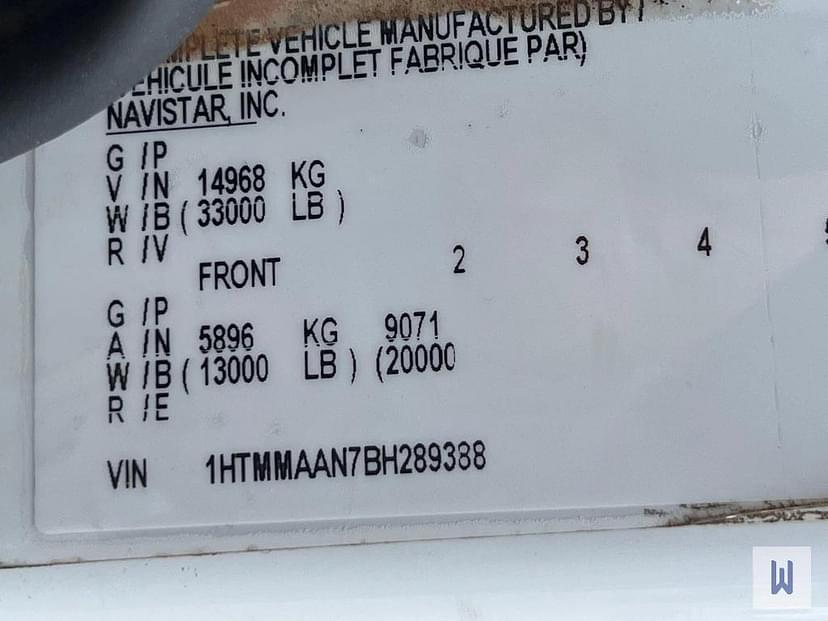 COMPLETE VEHICLE MANUFACTURED BY /
VEHICULE INCOMPLET FABRIQUE PAR)
NAVISTAR, INC.
G /P
V /N 14968 KG
W /B ( 33000 LB )
R /V
FRONT 2 3 4
G /P
A /N 5896 KG 9071
W /B ( 13000 LB ) (20000
R /E
VIN 1HTMMAAN7BH289388
W